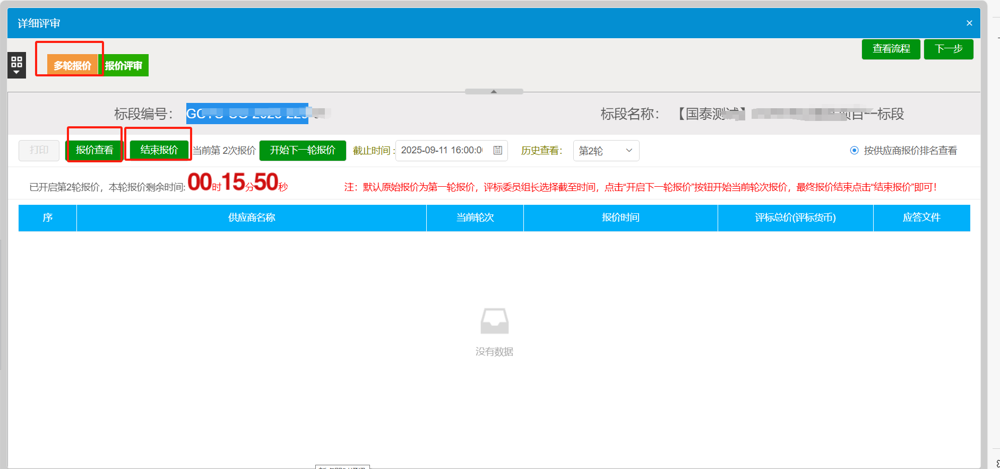 详细评审
×
查看流程 下一步
多轮报价 报价评审
标段编号： 标段名称： 【国泰测试】 项目一标段
打印 报价查看 结束报价 当前第 2次报价 开始下一轮报价 截止时间 : 2025-09-11 16:00:0 历史查看： 第2轮 按供应商报价排名查看
已开启第2轮报价，本轮报价剩余时间: 00时15分50秒 注：默认原始报价为第一轮报价，评标委员组长选择截至时间，点击“开启下一轮报价”按钮开始当前轮次报价，最终报价结束点击“结束报价”即可！
序 供应商名称 当前轮次 报价时间 评标总价(评标货币) 应答文件
没有数据